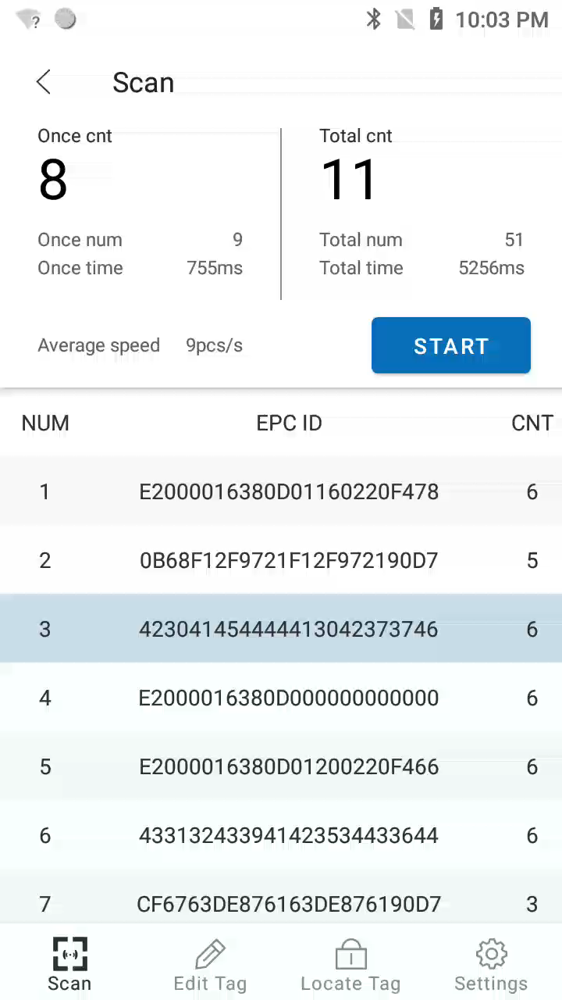 ? 10:03 PM
Scan
Once cnt
8
Once num 9
Once time 755ms
Total cnt
11
Total num 51
Total time 5256ms
Average speed 9pcs/s
START
NUM EPC ID CNT
1 E2000016380D01160220F478 6
2 0B68F12F9721F12F972190D7 5
3 423041454444413042373746 6
4 E2000016380D000000000000 6
5 E2000016380D01200220F466 6
6 433132433941423534433644 6
7 CF6763DE876163DE876190D7 3
Scan Edit Tag Locate Tag Settings